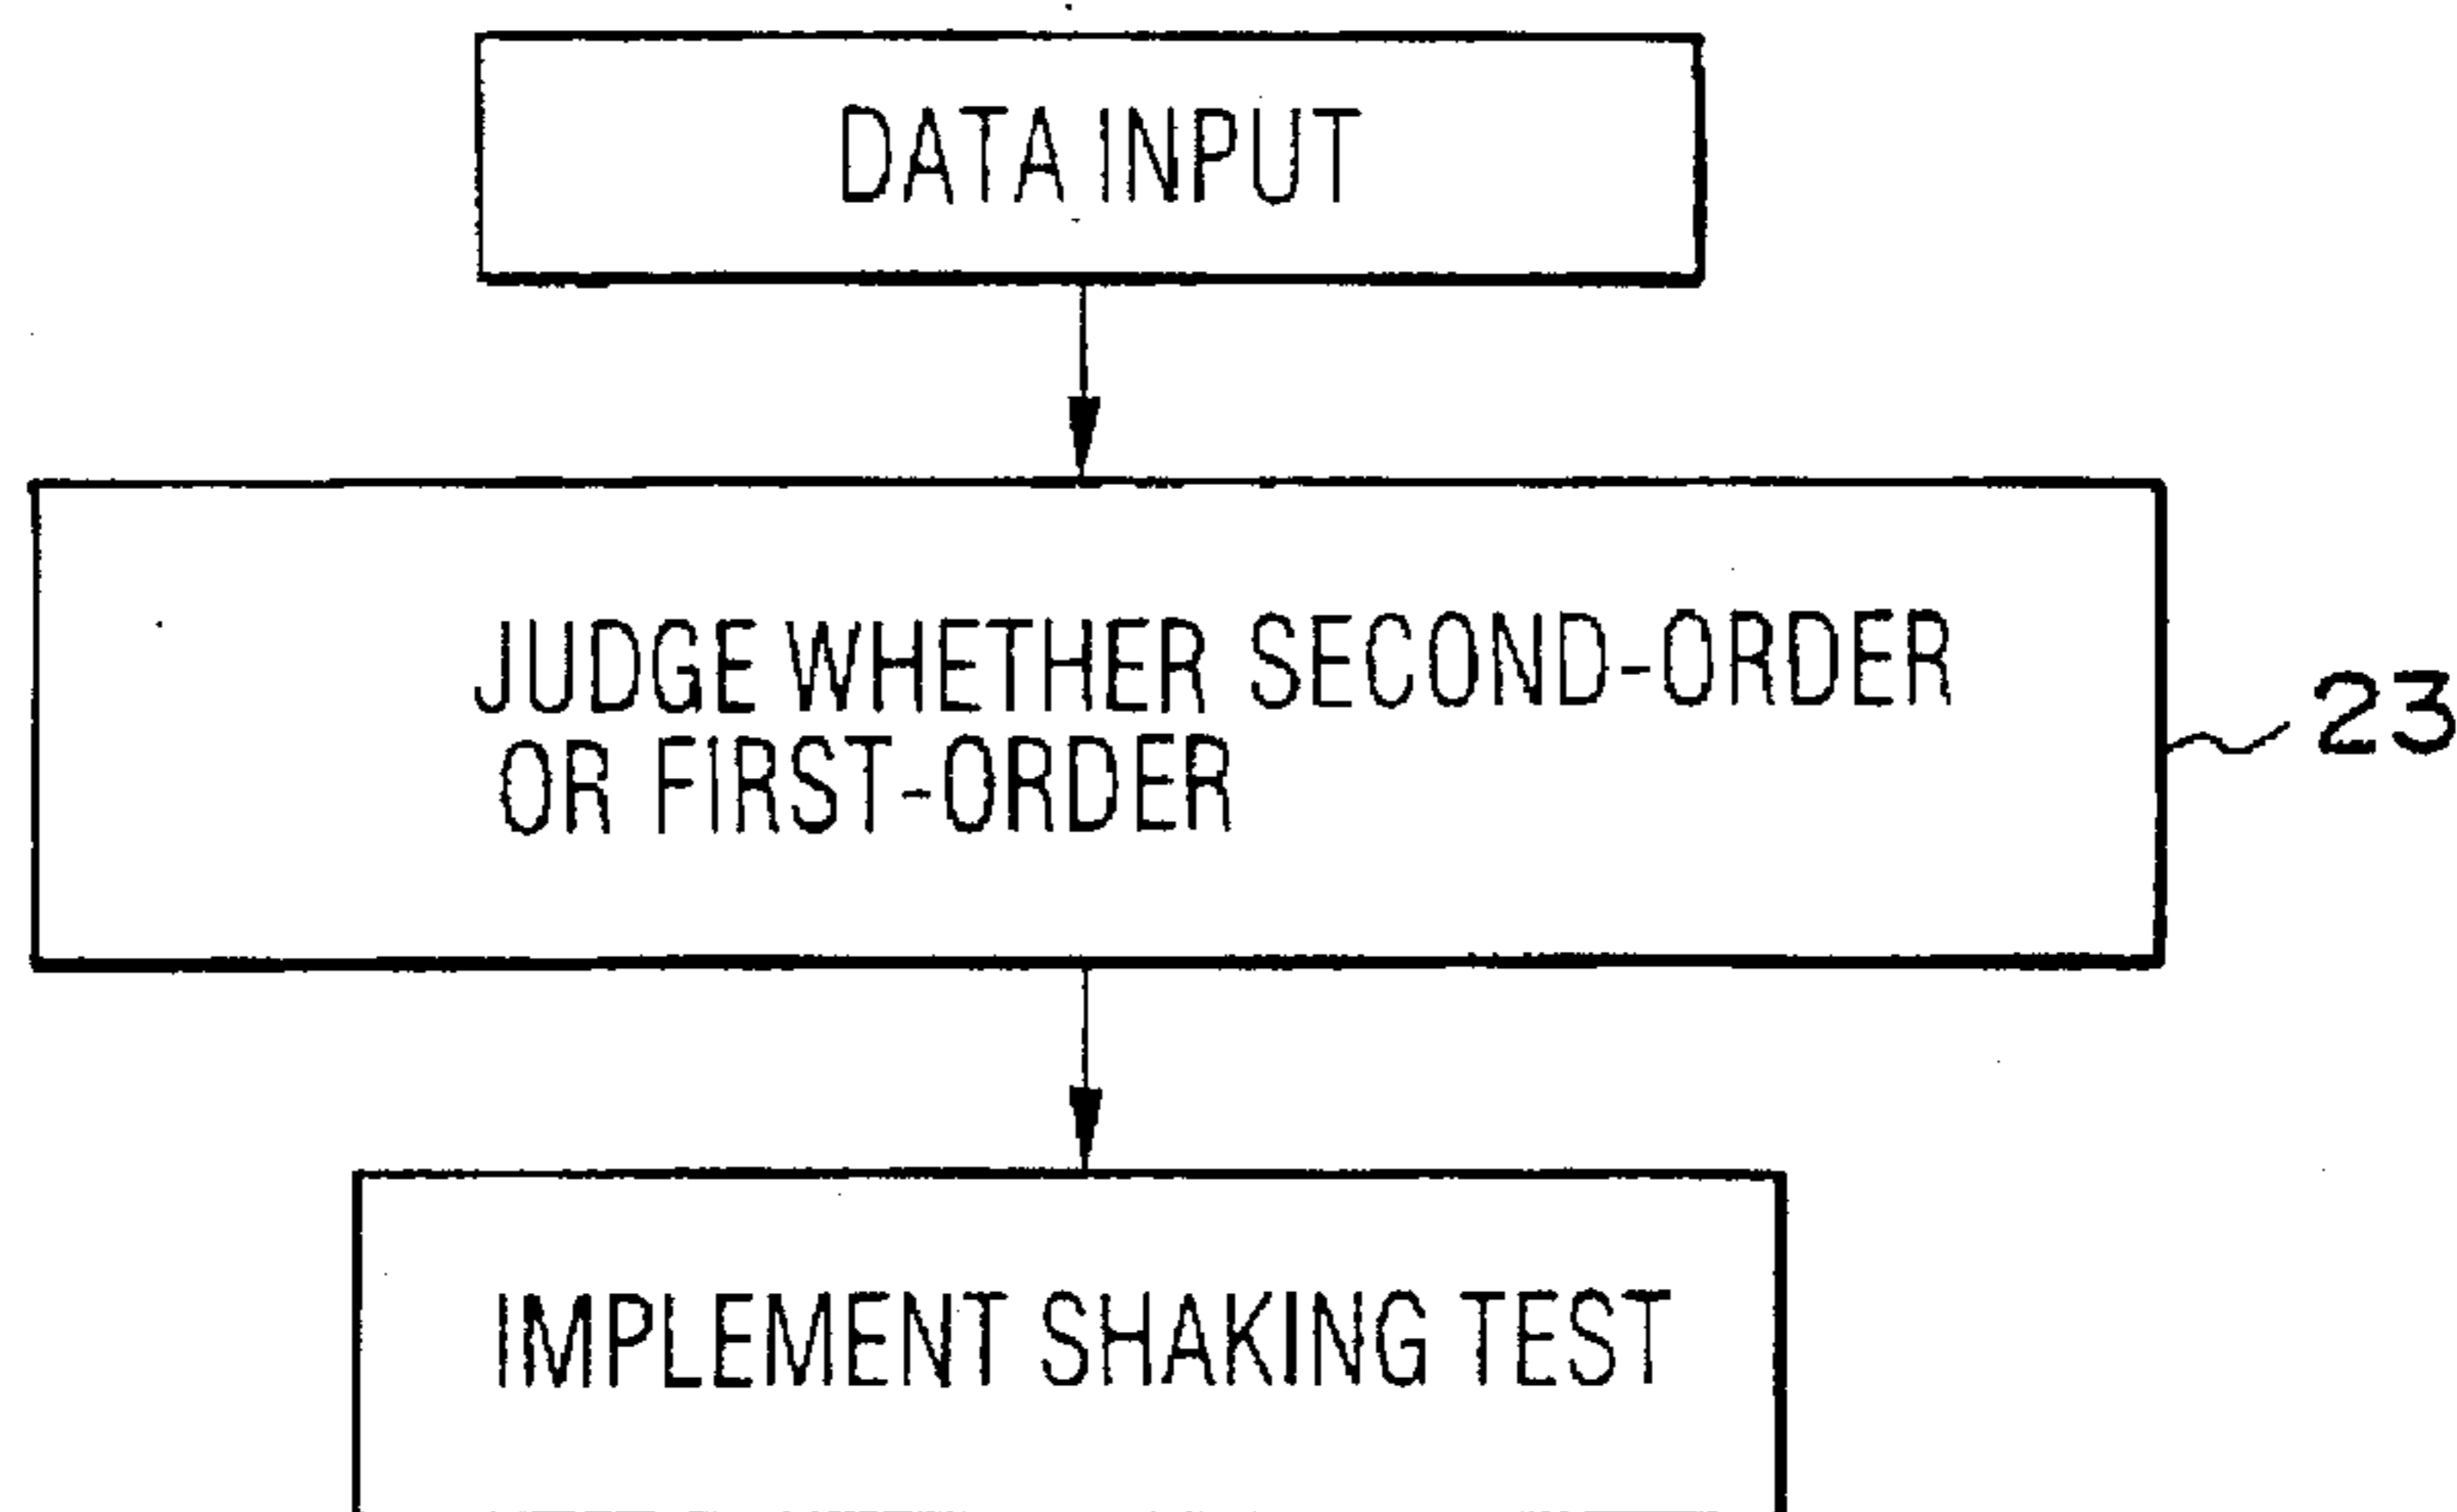 DATA INPUT
JUDGE WHETHER SECOND-ORDER
OR FIRST-ORDER
23
IMPLEMENT SHAKING TEST